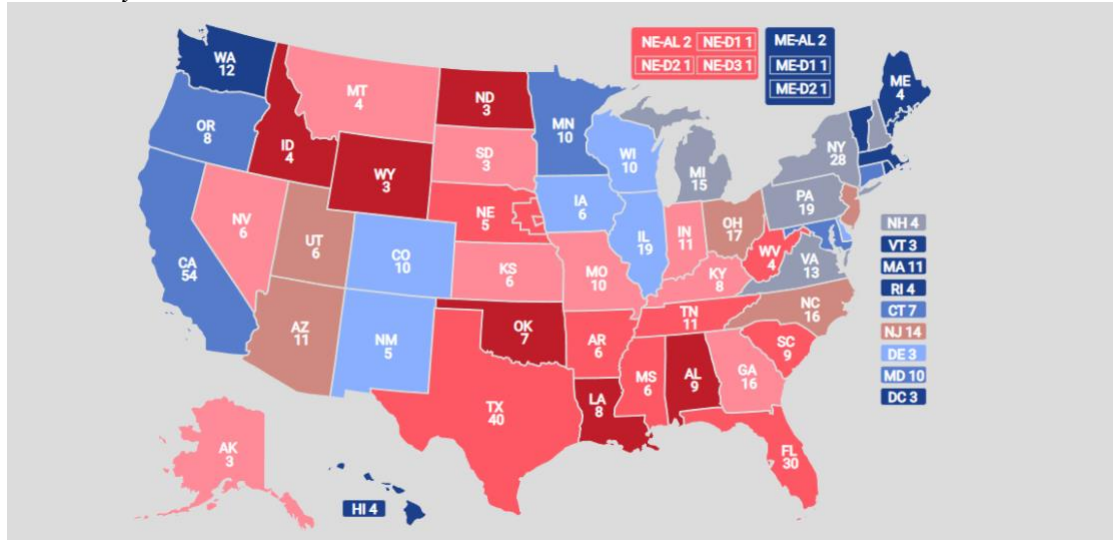 NE-AL 2 NE-D1 1 ME-AL 2
NE-D2 1 NE-D3 1 ME-D1 1
ME-D2 1
WA
12
MT
4
ND
3
MN
10
ME
4
OR
8
ID
4
SD
3
WI
10
NY
28
WY
3
MI
15
PA
19
NE
5
IA
6
NH 4
NV
6
UT
6
CO
10
IL
19
IN
11
OH
17
WV
4
VT 3
CA
54
KS
6
MO
10
KY
8
VA
13
MA 11
RI 4
AZ
11
NM
5
OK
7
AR
6
TN
11
NC
16
CT 7
NJ 14
SC
9
DE 3
TX
40
LA
8
MS
6
AL
9
GA
16
MD 10
DC 3
FL
30
AK
3
HI 4